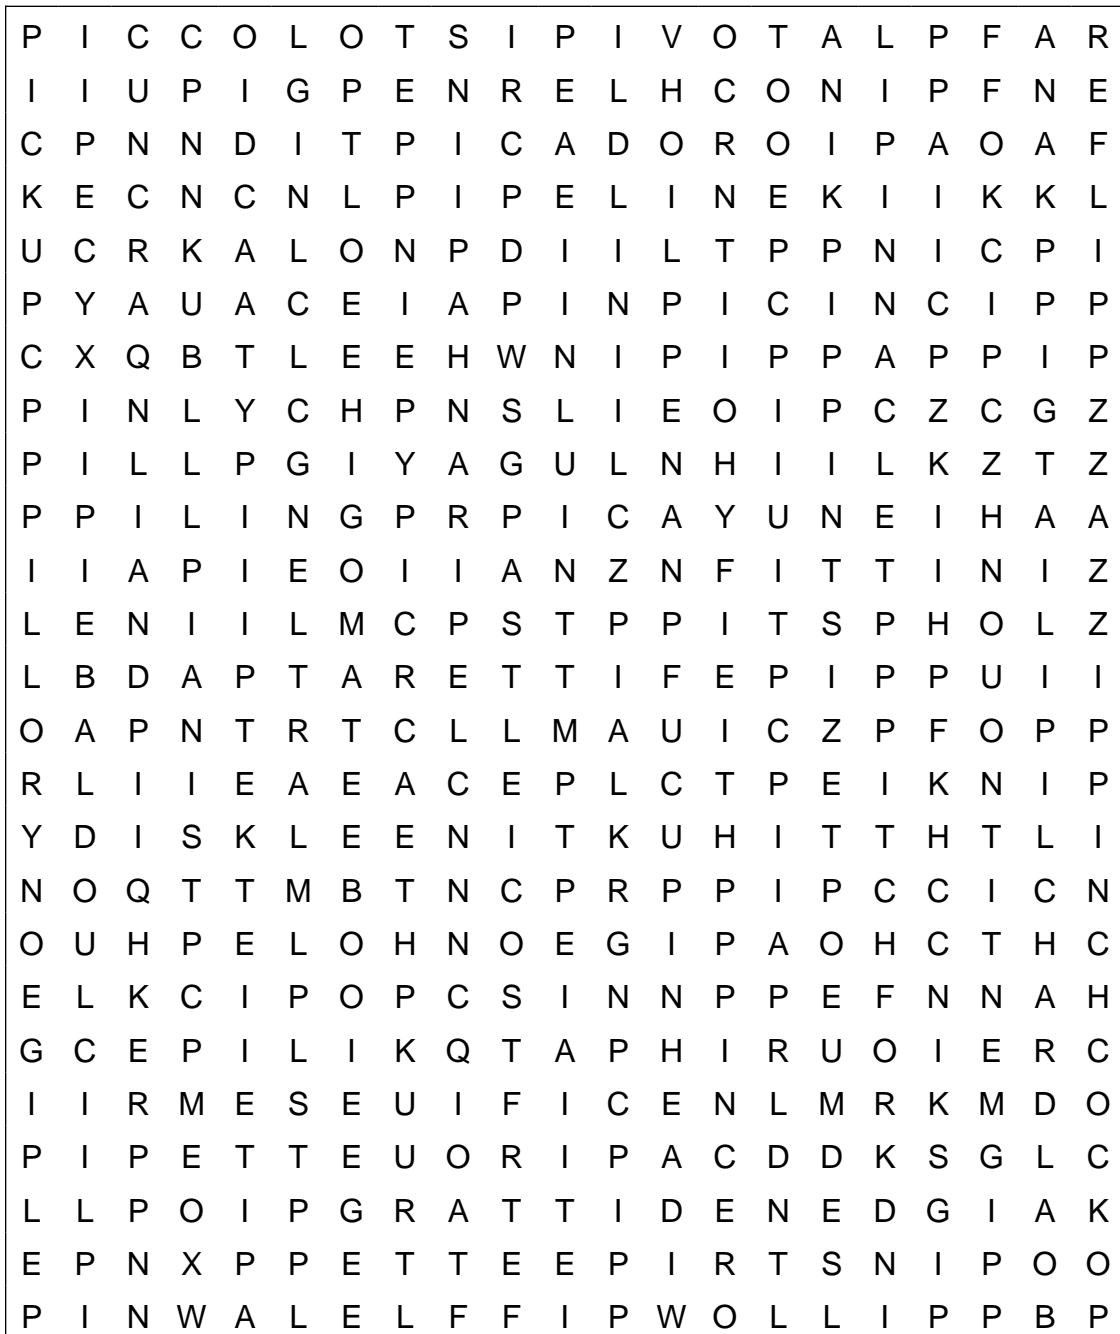 P I C C O L O T S I P I V O T A L P F A R
I I U P I G P E N R E L H C O N I P F N E
C P N N D I T P I C A D O R O I P A O A F
K E C N C N L P I P E L I N E K I I K K L
U C R K A L O N P D I I L T P P N I C P I
P Y A U A C E I A P I N P I C I N C I P P
C X Q B T L E E H W N I P I P P A P P I P
P I N L Y C H P N S L I E O I P C Z C G Z
P I L L P G I Y A G U L N H I I L K Z T Z
P P I L I N G P R P I C A Y U N E I H A A
I I A P I E O I I A N Z N F I T T I N I Z
L E N I I L M C P S T P P I T S P H O L Z
L B D A P T A R E T T I F E P I P P U I I
O A P N T R T C L L M A U I C Z P F O P P
R L I I E A E A C E P L C T P E I K N I P
Y D I S K L E E N I T K U H I T T H T L I
N O Q T T M B T N C P R P P I P C C I C N
O U H P E L O H N O E G I P A O H C T H C
E L K C I P O P C S I N N P P E F N N A H
G C E P I L I K Q T A P H I R U O I E R C
I I R M E S E U I F I C E N L M R K M D O
P I P E T T E U O R I P A C D D K S G L C
L L P O I P G R A T T I D E N E D G I A K
E P N X P P E T T E E P I R T S N I P O O
P I N W A L E L F F I P W O L L I P P B P